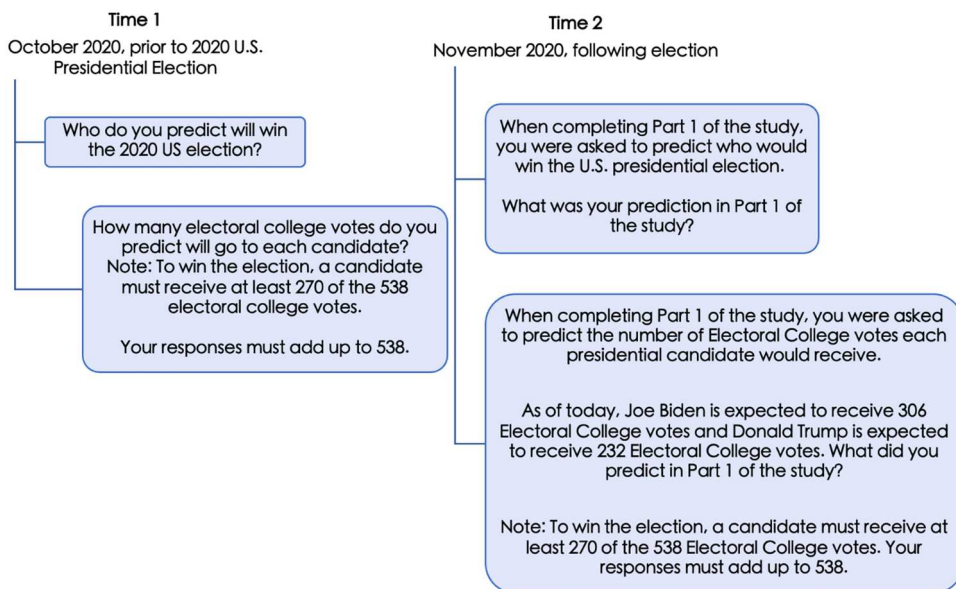 Time 1
October 2020, prior to 2020 U.S.
Presidential Election
Who do you predict will win
the 2020 US election?
How many electoral college votes do you
predict will go to each candidate?
Note: To win the election, a candidate
must receive at least 270 of the 538
electoral college votes.
Your responses must add up to 538.
Time 2
November 2020, following election
When completing Part 1 of the study,
you were asked to predict who would
win the U.S. presidential election.
What was your prediction in Part 1 of
the study?
When completing Part 1 of the study, you were asked
to predict the number of Electoral College votes each
presidential candidate would receive.
As of today, Joe Biden is expected to receive 306
Electoral College votes and Donald Trump is expected
to receive 232 Electoral College votes. What did you
predict in Part 1 of the study?
Note: To win the election, a candidate must receive at
least 270 of the 538 Electoral College votes. Your
responses must add up to 538.